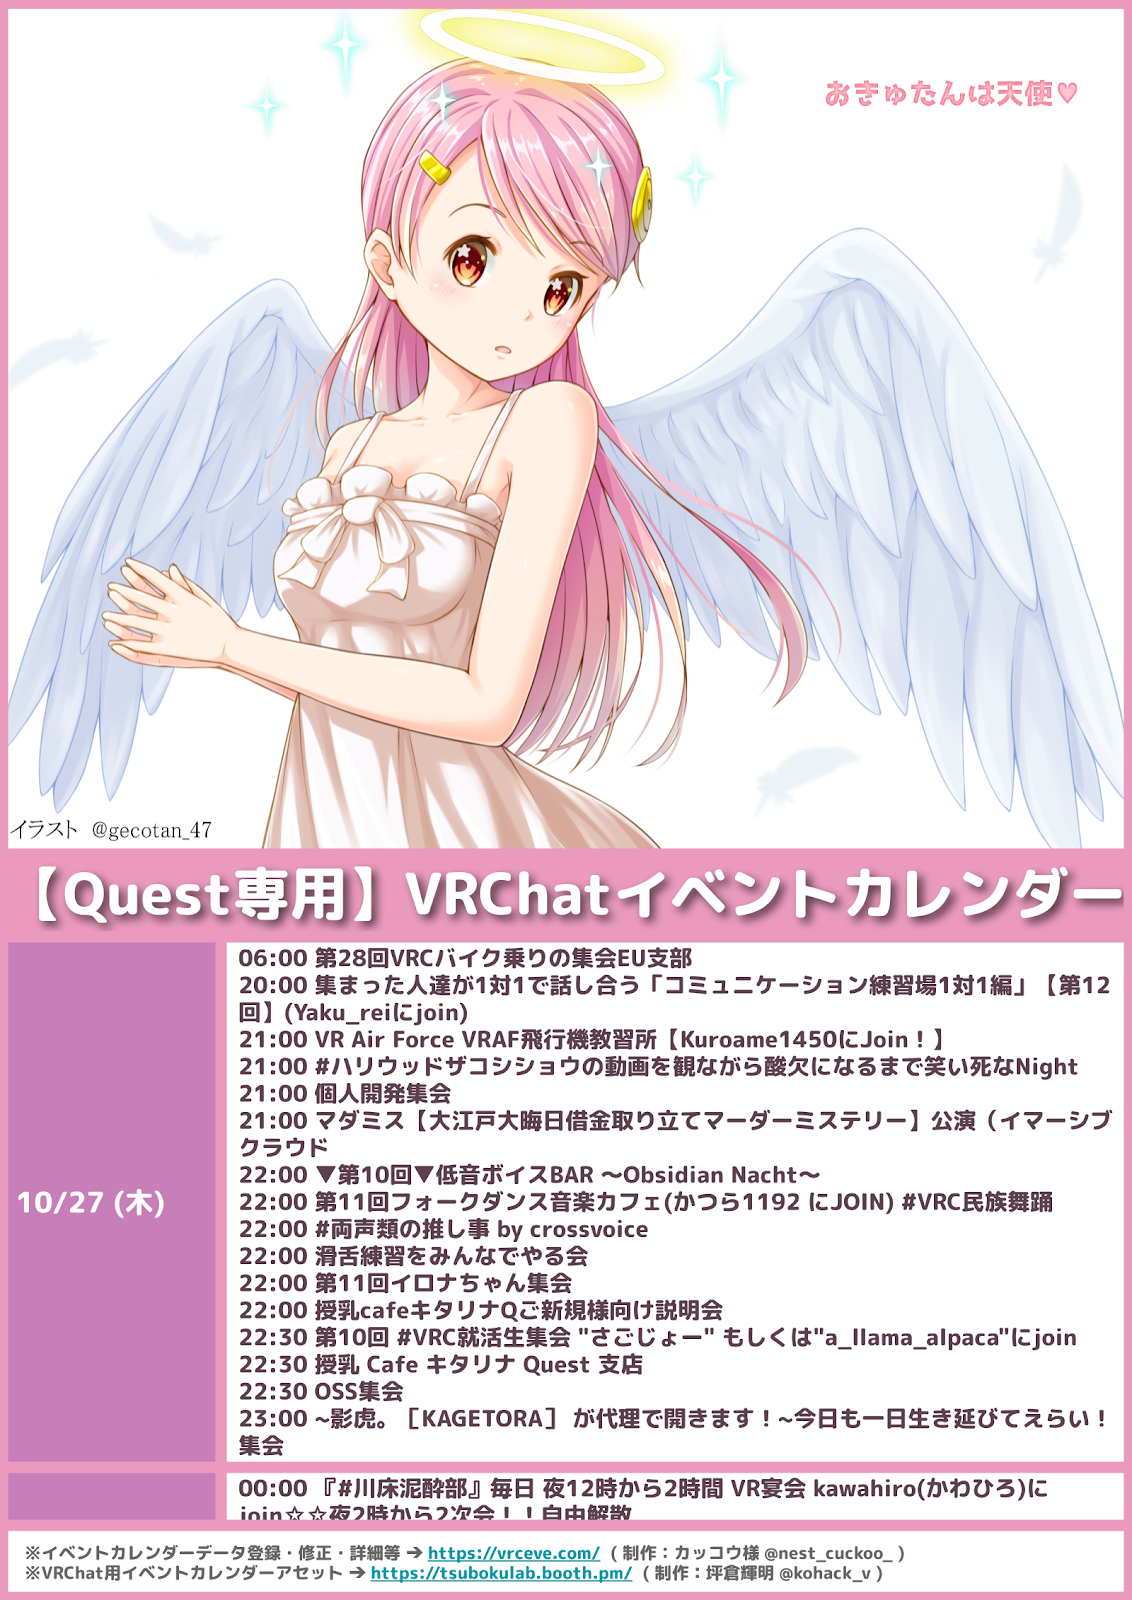 おきゅたんは天使♥
イラスト @gecotan_47
【Quest専用】VRChatイベントカレンダー
10/27 (木)
06:00 第28回VRCバイク乗りの集会EU支部
20:00 集まった人達が1対1で話し合う「コミュニケーション練習場1対1編」【第12
回】(Yaku_reiにjoin)
21:00 VR Air Force VRAF飛行機教習所【Kuroame1450にJoin！】
21:00 #ハリウッドザコシショウの動画を観ながら酸欠になるまで笑い死なNight
21:00 個人開発集会
21:00 マダミス【大江戸大晦日借金取り立てマーダーミステリー】公演（イマーシブ
クラウド
22:00 ▼第10回▼低音ボイスBAR ～Obsidian Nacht～
22:00 第11回フォークダンス音楽カフェ(かつら1192 にJOIN) #VRC民族舞踊
22:00 #両声類の推し事 by crossvoice
22:00 滑舌練習をみんなでやる会
22:00 第11回イロナちゃん集会
22:00 授乳cafeキタリナQご新規様向け説明会
22:30 第10回 #VRC就活生集会 "さごじょー" もしくは"a_llama_alpaca"にjoin
22:30 授乳 Cafe キタリナ Quest 支店
22:30 OSS集会
23:00 ~影虎。［KAGETORA］ が代理で開きます！~今日も一日生き延びてえらい！
集会
00:00 『#川床泥酔部』毎日 夜12時から2時間 VR宴会 kawahiro(かわひろ)に
join☆☆夜2時から2次会！！自由解散
※イベントカレンダーデータ登録・修正・詳細等 ➔ https://vrceve.com/ （制作：カッコウ様 @nest_cuckoo_ ）
※VRChat用イベントカレンダーアセット ➔ https://tsubokulab.booth.pm/ （制作：坪倉輝明 @kohack_v ）